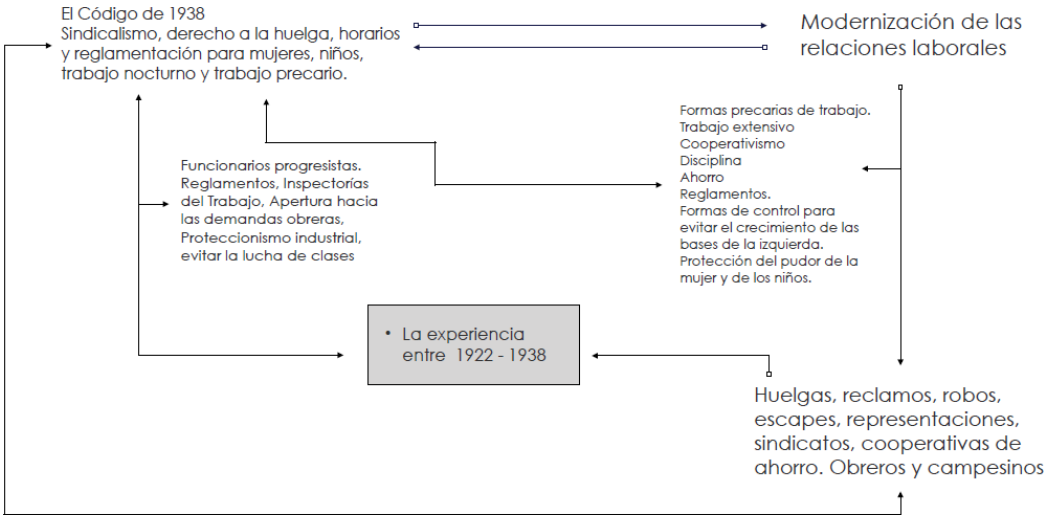 El Código de 1938
Sindicalismo, derecho a la huelga, horarios
y reglamentación para mujeres, niños,
trabajo nocturno y trabajo precario.
Modernización de las
relaciones laborales
Funcionarios progresistas.
Reglamentos, Inspectorías
del Trabajo, Apertura hacia
las demandas obreras,
Proteccionismo industrial,
evitar la lucha de clases
Formas precarias de trabajo.
Trabajo extensivo
Cooperativismo
Disciplina
Ahorro
Reglamentos.
Formas de control para
evitar el crecimiento de las
bases de la izquierda.
Protección del pudor de la
mujer y de los niños.
• La experiencia
entre 1922 - 1938
Huelgas, reclamos, robos,
escapes, representaciones,
sindicatos, cooperativas de
ahorro. Obreros y campesinos